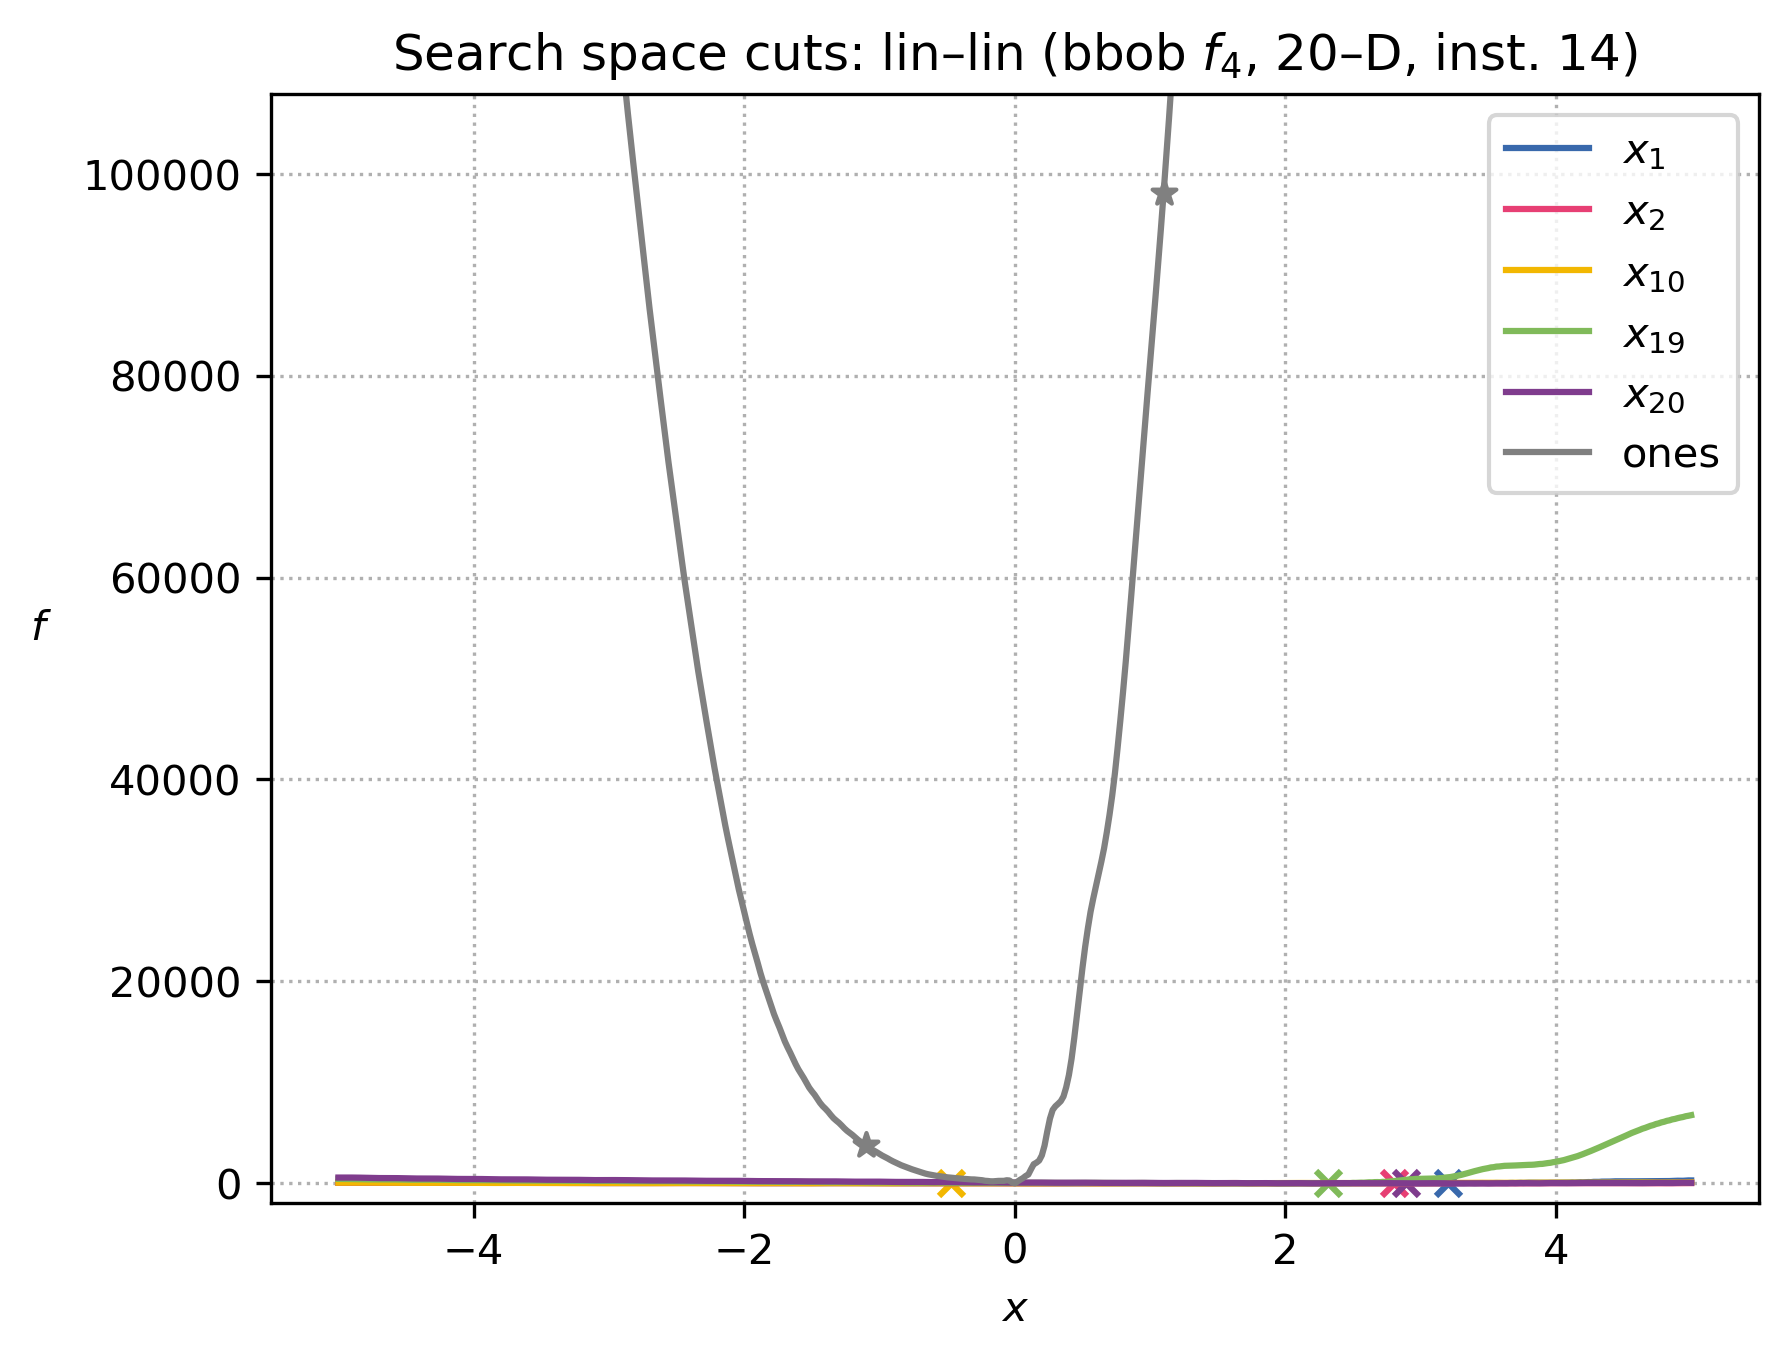 Search space cuts: lin–lin (bbob f4, 20–D, inst. 14)
100000
80000
60000
40000
20000
0
f
−4
−2
0
2
4
x
x1
x2
x10
x19
x20
ones